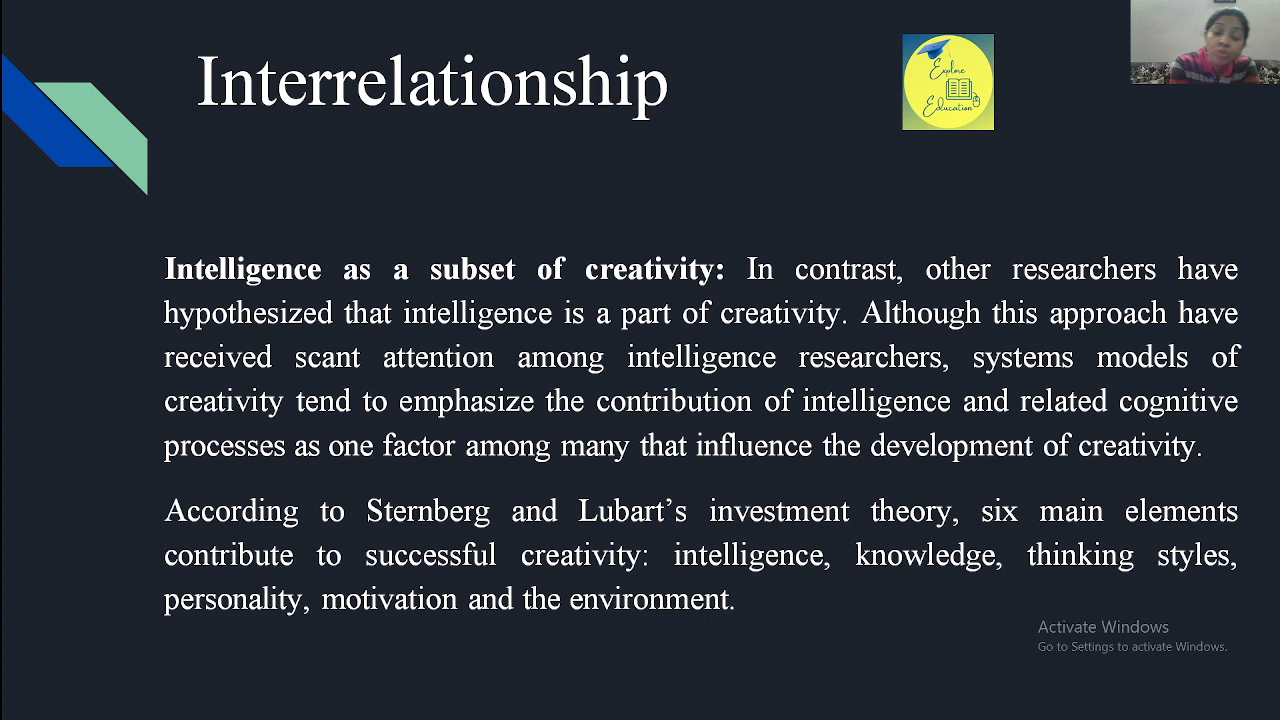 Interrelationship
Explore
Education
Intelligence as a subset of creativity: In contrast, other researchers have
hypothesized that intelligence is a part of creativity. Although this approach have
received scant attention among intelligence researchers, systems models of
creativity tend to emphasize the contribution of intelligence and related cognitive
processes as one factor among many that influence the development of creativity.
According to Sternberg and Lubart’s investment theory, six main elements
contribute to successful creativity: intelligence, knowledge, thinking styles,
personality, motivation and the environment.
Activate Windows
Go to Settings to activate Windows.